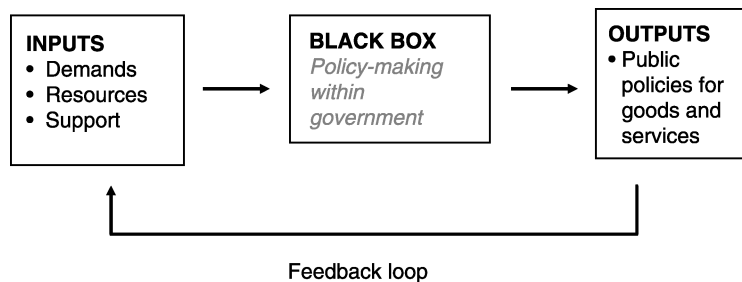 INPUTS
• Demands
• Resources
• Support
BLACK BOX
Policy-making
within
government
OUTPUTS
• Public
policies for
goods and
services
Feedback loop